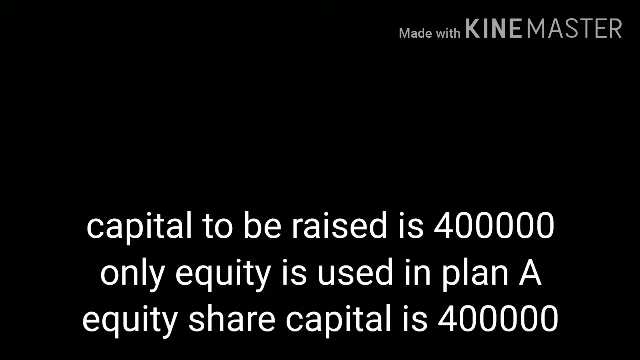 Made with KINEMASTER
capital to be raised is 400000
only equity is used in plan A
equity share capital is 400000